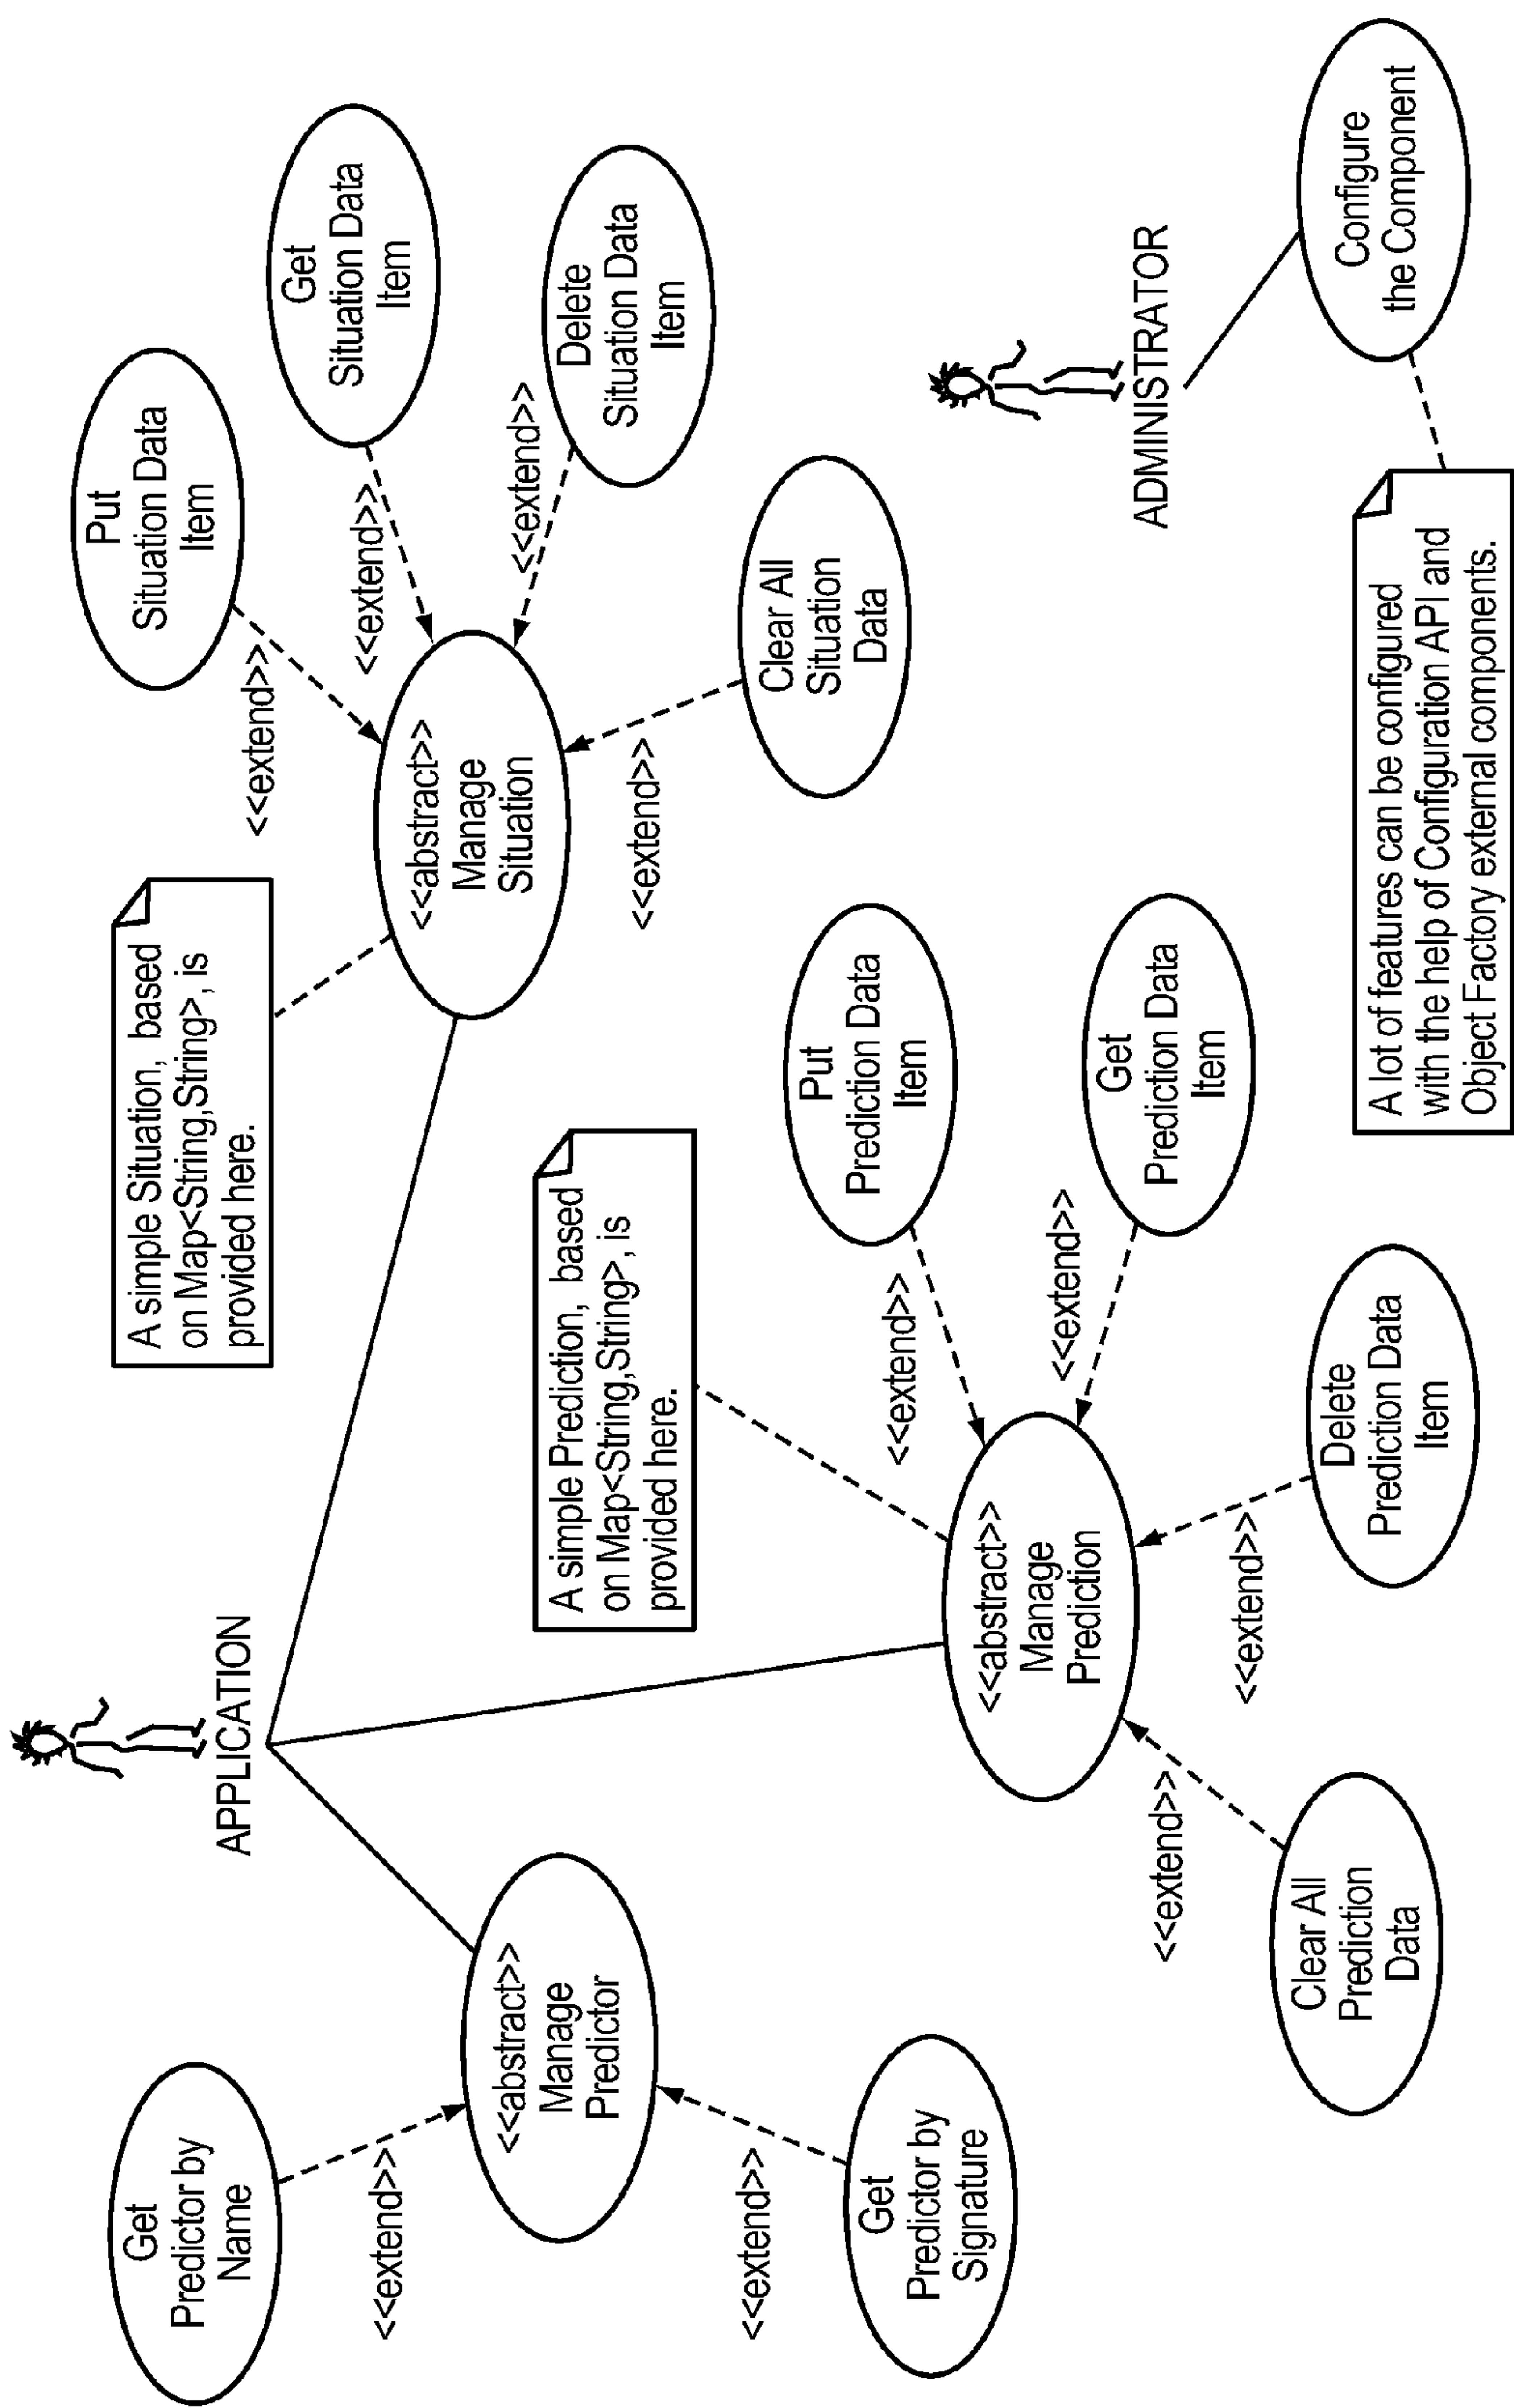 APPLICATION
Get
Predictor by
Name
<<extend>>
<<abstract>>
Manage
Predictor
<<extend>>
Get
Predictor by
Signature
A simple Situation, based
on Map<String,String>, is
provided here.
<<abstract>>
Manage
Situation
<<extend>>
Put
Situation Data
Item
<<extend>>
Get
Situation Data
Item
<<extend>>
Delete
Situation Data
Item
<<extend>>
Clear All
Situation
Data
A simple Prediction, based
on Map<String,String>, is
provided here.
<<abstract>>
Manage
Prediction
<<extend>>
Put
Prediction Data
Item
<<extend>>
Get
Prediction Data
Item
<<extend>>
Delete
Prediction Data
Item
<<extend>>
Clear All
Prediction
Data
ADMINISTRATOR
Configure
the Component
A lot of features can be configured
with the help of Configuration API and
Object Factory external components.